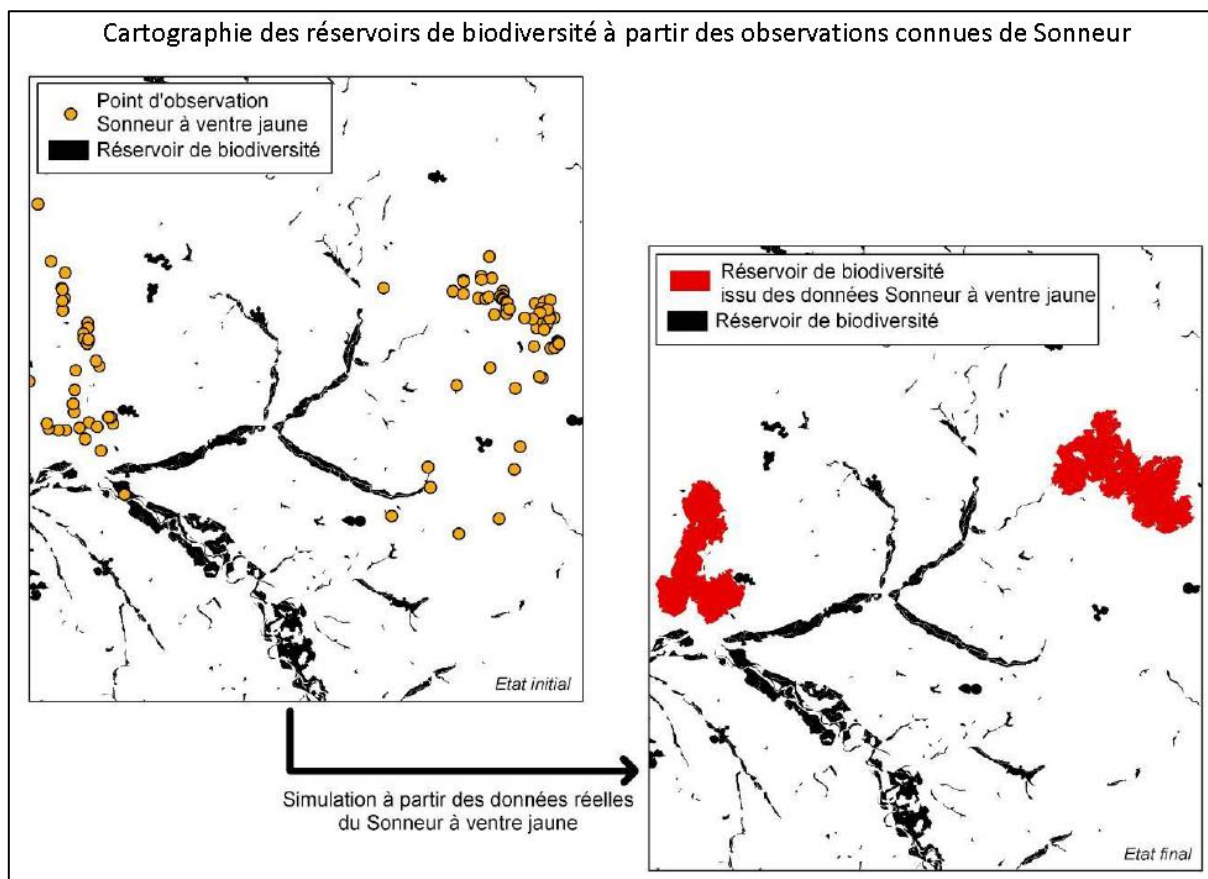 Cartographie des réservoirs de biodiversité à partir des observations connues de Sonneur
Point d'observation
Sonneur à ventre jaune
Réservoir de biodiversité
Etat initial
Réservoir de biodiversité
issu des données Sonneur à ventre jaune
Réservoir de biodiversité
Simulation à partir des données réelles
du Sonneur à ventre jaune
Etat final